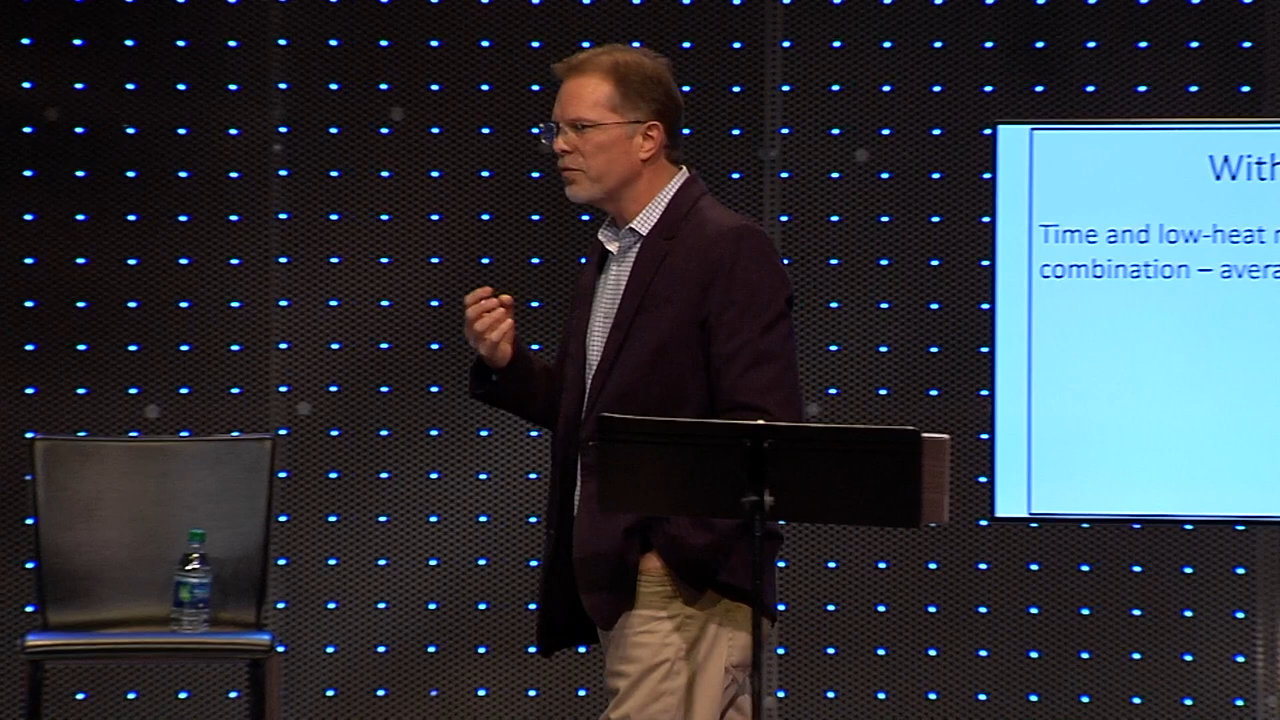 With
Time and low-heat
combination – avera